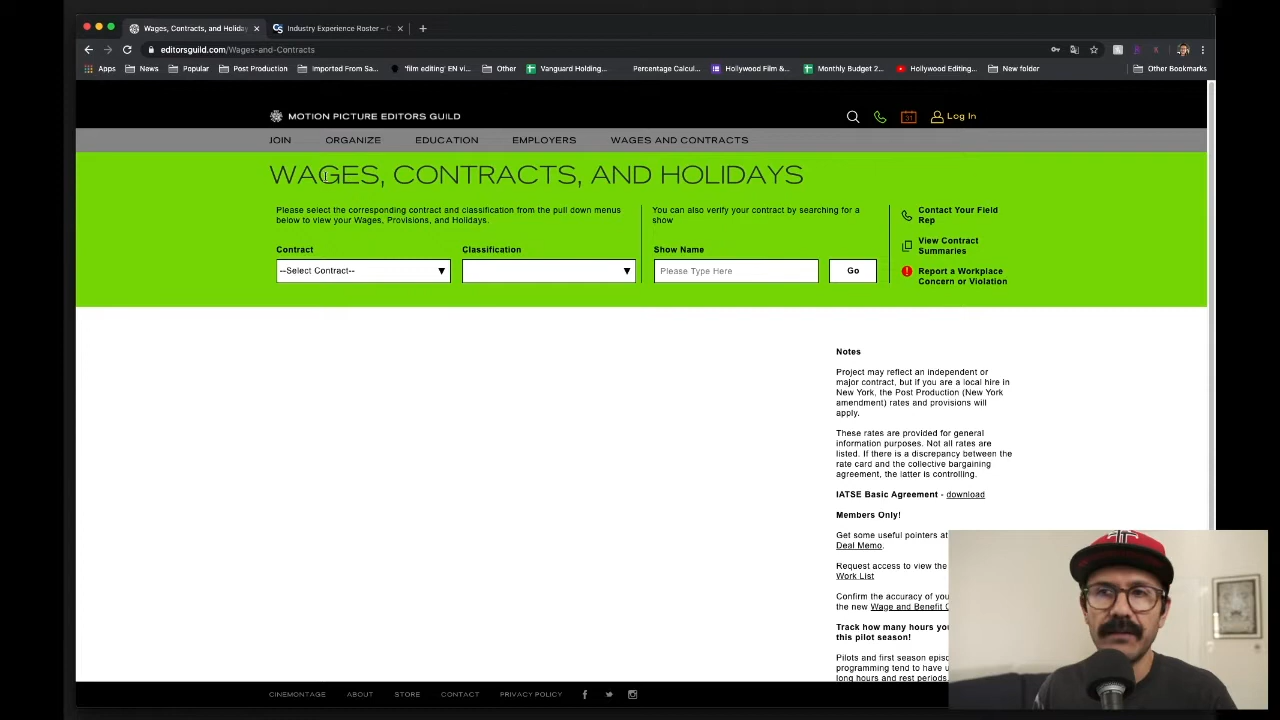 Wages, Contracts, and Holiday
Industry Experience Roster – C
editorsguild.com/Wages-and-Contracts
Apps
News
Popular
Post Production
Imported From Sa...
'film editing' EN vi...
Other
Vanguard Holding...
Percentage Calcul...
Hollywood Film &...
Monthly Budget 2...
Hollywood Editing...
New folder
Other Bookmarks
MOTION PICTURE EDITORS GUILD
31
Log In
JOIN
ORGANIZE
EDUCATION
EMPLOYERS
WAGES AND CONTRACTS
WAGES, CONTRACTS, AND HOLIDAYS
Please select the corresponding contract and classification from the pull down menus
below to view your Wages, Provisions, and Holidays.
Contract
Classification
--Select Contract--
You can also verify your contract by searching for a
show
Show Name
Please Type Here
Go
Contact Your Field
Rep
View Contract
Summaries
Report a Workplace
Concern or Violation
Notes
Project may reflect an independent or
major contract, but if you are a local hire in
New York, the Post Production (New York
amendment) rates and provisions will
apply.
These rates are provided for general
information purposes. Not all rates are
listed. If there is a discrepancy between the
rate card and the collective bargaining
agreement, the latter is controlling.
IATSE Basic Agreement - download
Members Only!
Get some useful pointers at
Deal Memo.
Request access to view the
Work List
Confirm the accuracy of you
the new Wage and Benefit C
Track how many hours you
this pilot season!
Pilots and first season epis
programming tend to have u
long hours and rest periods.
CINEMONTAGE
ABOUT
STORE
CONTACT
PRIVACY POLICY